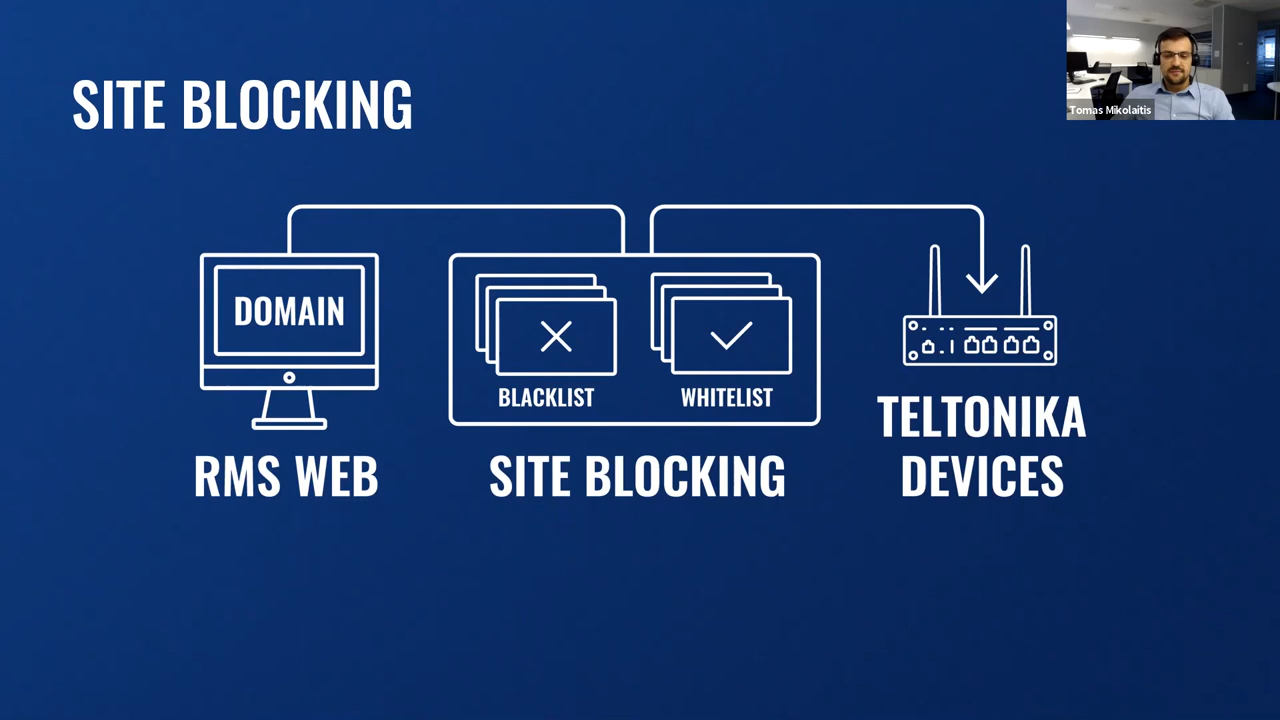 SITE BLOCKING
Tomas Mikolaitis
DOMAIN
BLACKLIST
WHITELIST
RMS WEB
SITE BLOCKING
TELTONIKA
DEVICES